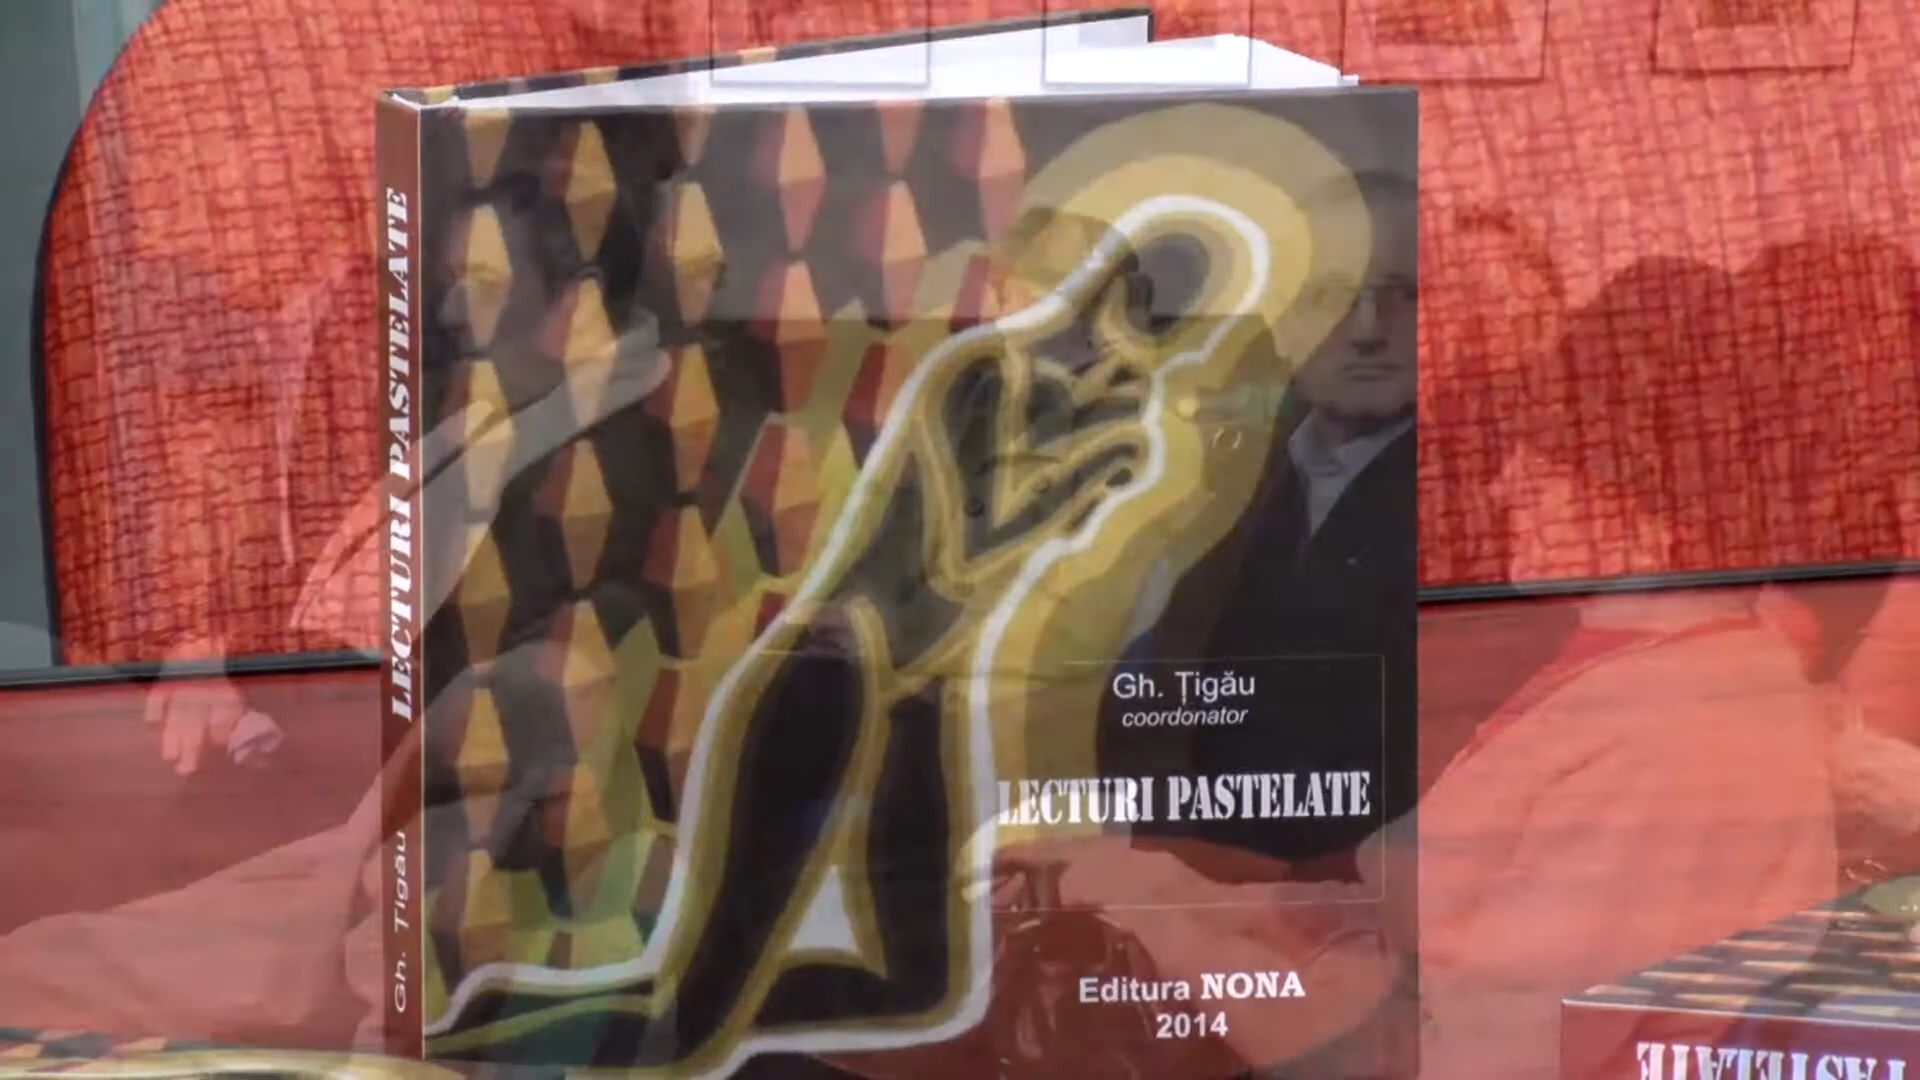 LECTURI PASTELATE
Gh. Țigău
Gh. Țigău
coordonator
LECTURI PASTELATE
Editura NONA
2014
PASTELATE